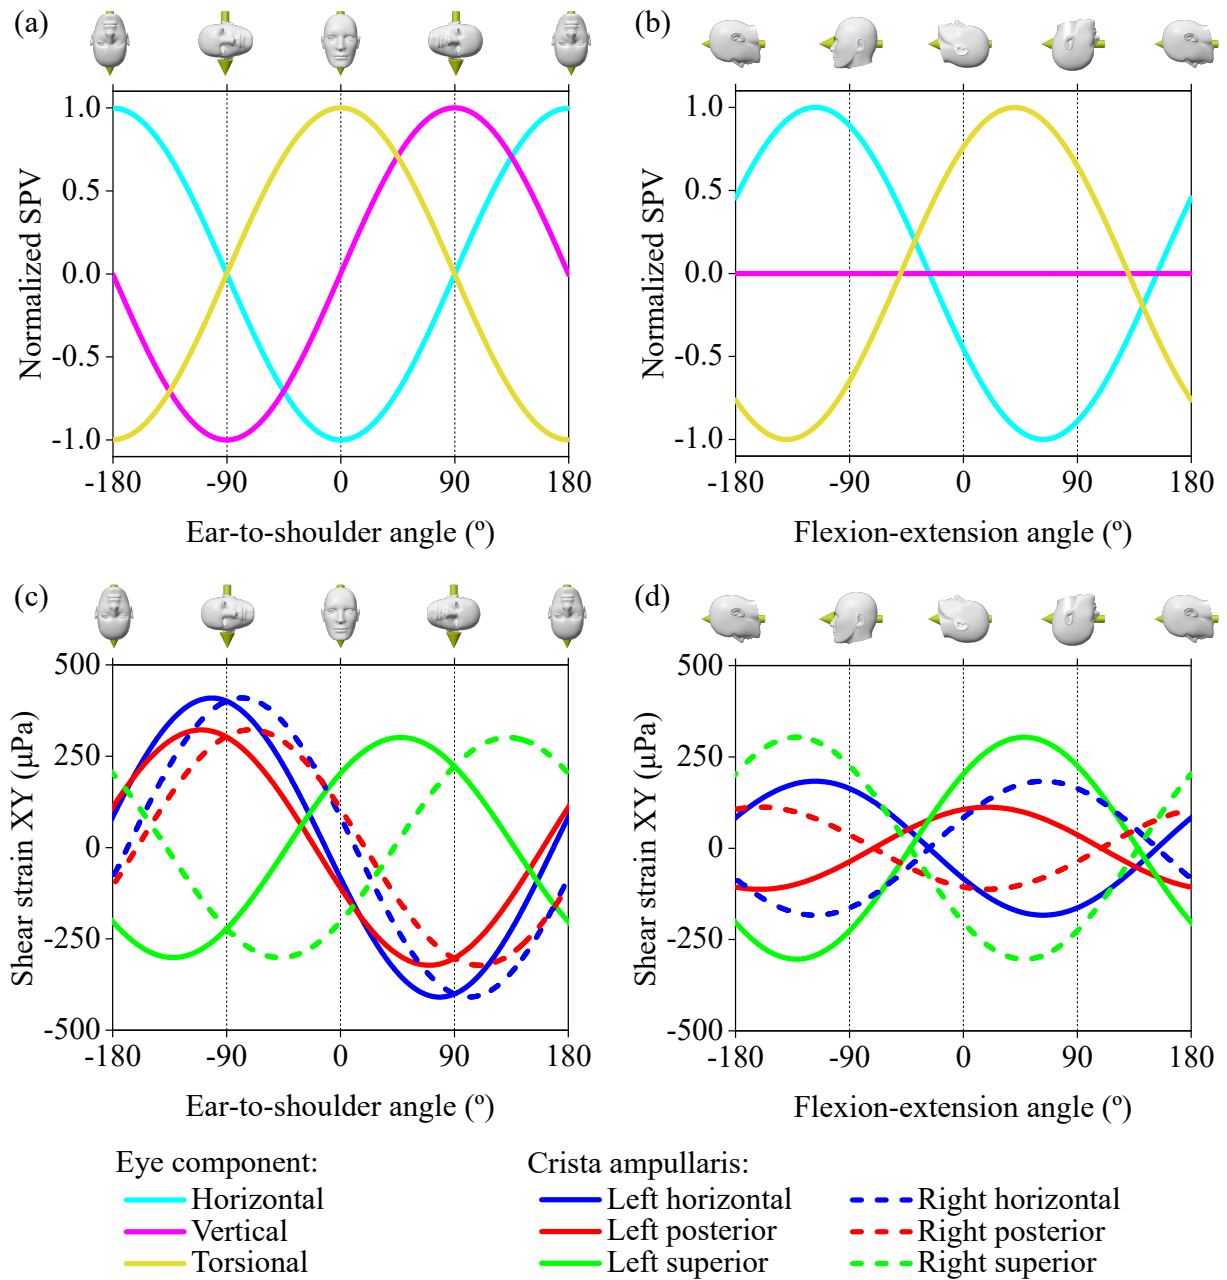 (a)
(b)
1.0
0.5
0.0
-0.5
-1.0
Normalized SPV
-180 -90 0 90 180
Ear-to-shoulder angle (º)
1.0
0.5
0.0
-0.5
-1.0
Normalized SPV
-180 -90 0 90 180
Flexion-extension angle (º)
(c)
(d)
500
250
0
-250
-500
Shear strain XY (µPa)
-180 -90 0 90 180
Ear-to-shoulder angle (º)
500
250
0
-250
-500
Shear strain XY (µPa)
-180 -90 0 90 180
Flexion-extension angle (º)
Eye component:
Horizontal
Vertical
Torsional
Crista ampullaris:
Left horizontal
Left posterior
Left superior
Right horizontal
Right posterior
Right superior